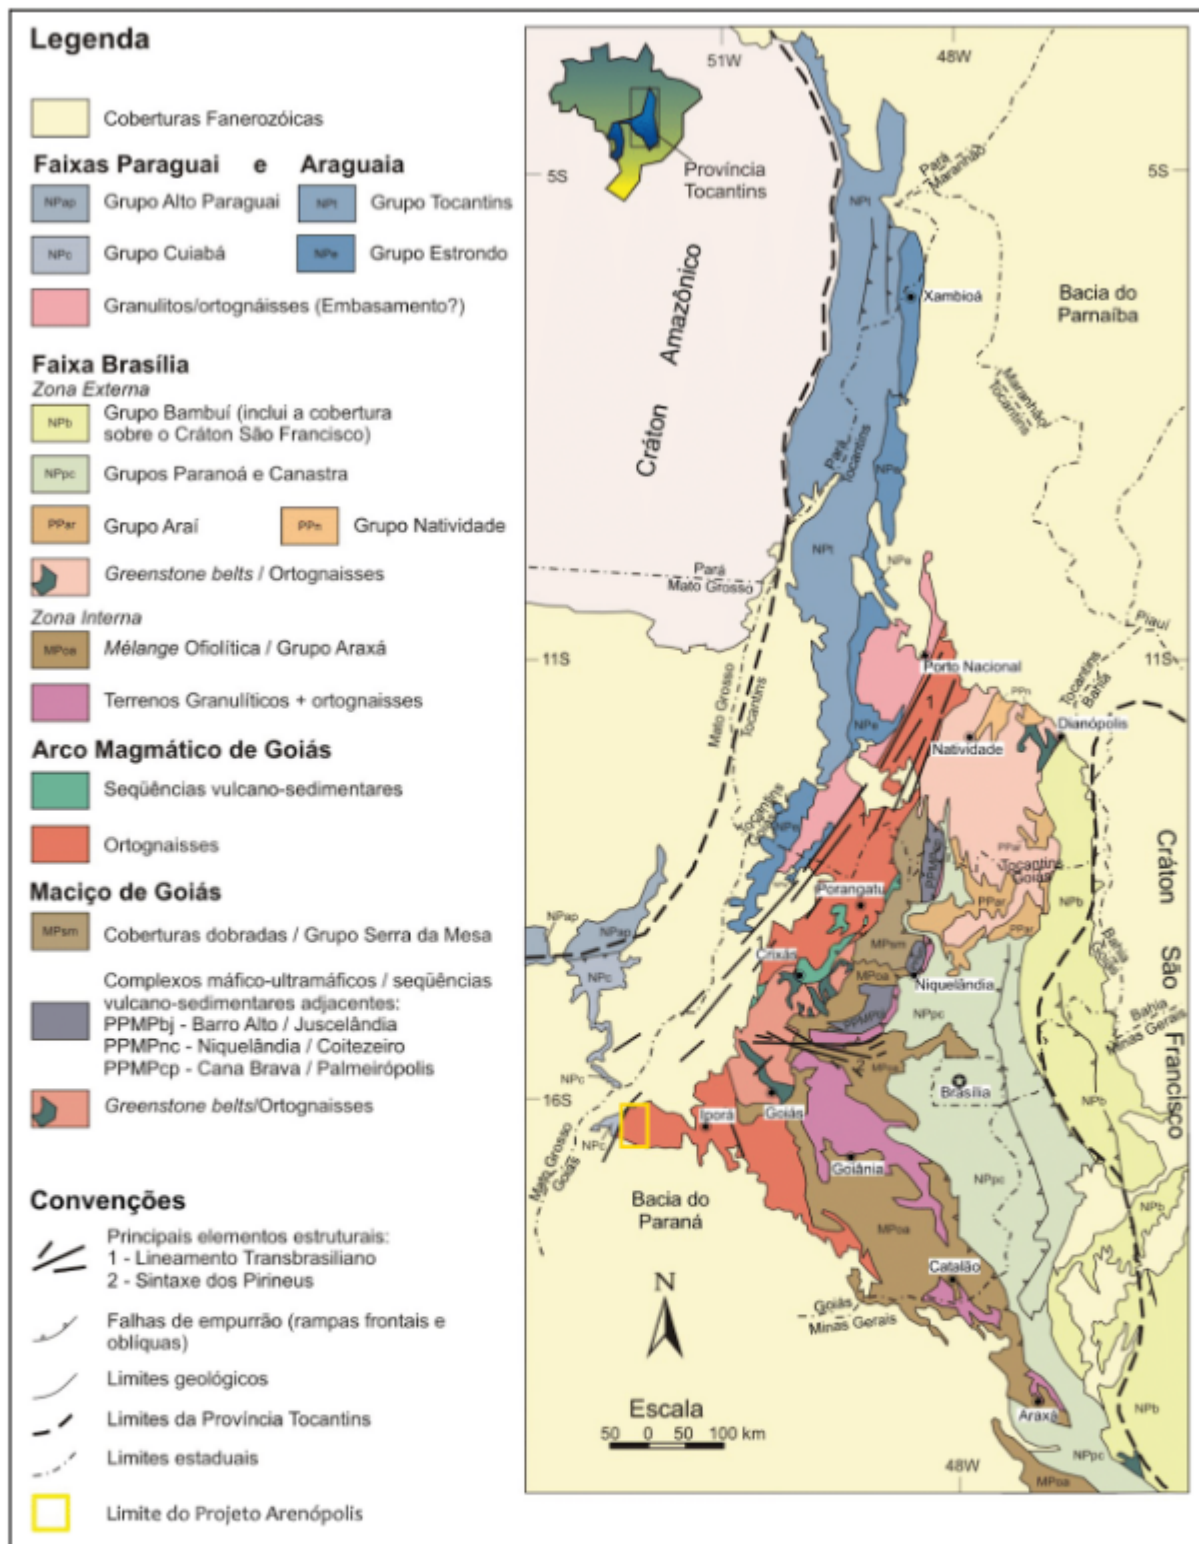 Legenda
Coberturas Fanerozóicas
Faixas Paraguai e Araguaia
NPap Grupo Alto Paraguai NPt Grupo Tocantins
NPc Grupo Cuiabá NPe Grupo Estrondo
Granulitos/ortognáisses (Embasamento?)
Faixa Brasília
Zona Externa
NPb Grupo Bambuí (inclui a cobertura
sobre o Cráton São Francisco)
NPpc Grupos Paranoá e Canastra
PPar Grupo Araí PPn Grupo Natividade
Greenstone belts / Ortognaisses
Zona Interna
MPoa Mélange Ofiolítica / Grupo Araxá
Terrenos Granulíticos + ortognaisses
Arco Magmático de Goiás
Seqüências vulcano-sedimentares
Ortognaisses
Maciço de Goiás
MPsm Coberturas dobradas / Grupo Serra da Mesa
Complexos máfico-ultramáficos / seqüências
vulcano-sedimentares adjacentes:
PPMPbj - Barro Alto / Juscelândia
PPMPnc - Niquelândia / Coitezeiro
PPMPcp - Cana Brava / Palmeirópolis
Greenstone belts/Ortognaisses
Convenções
Principais elementos estruturais:
1 - Lineamento Transbrasiliano
2 - Sintaxe dos Pirineus
Falhas de empurrão (rampas frontais e
oblíquas)
Limites geológicos
Limites da Província Tocantins
Limites estaduais
Limite do Projeto Arenópolis
51W
48W
5S
5S
Província
Tocantins
Pará
Maranhão
NPt
Cráton Amazônico
Xambioá
Bacia do
Parnaíba
Maranhão
Tocantins
Pará
Tocantins
NPe
NPt
NPe
Pará
Mato Grosso
Piauí
11S
11S
Porto Nacional
Mato Grosso
Tocantins
Tocantins
Bahia
PPn
1
NPe
Natividade
Dianópolis
Tocantins
Goiás
NPe
Cráton São Francisco
PPar
Tocantins
Goiás
Porangatu
PPar
NPb
NPap
NPap
MPsm
PPar
Bahia
Goiás
NPc
1
Crixás
MPoa
Niquelândia
PPMPbj
NPpc
Bahia
Minas Gerais
2
MPoa
NPc
Brasília
NPb
16S
Iporá
Goiás
NPc
Mato Grosso
Goiás
Goiânia
Bacia do
Paraná
NPpc
MPoa
NPb
N
Catalão
Goiás
Minas Gerais
Escala
50 0 50 100 km
Araxá
NPb
NPpc
48W
MPoa